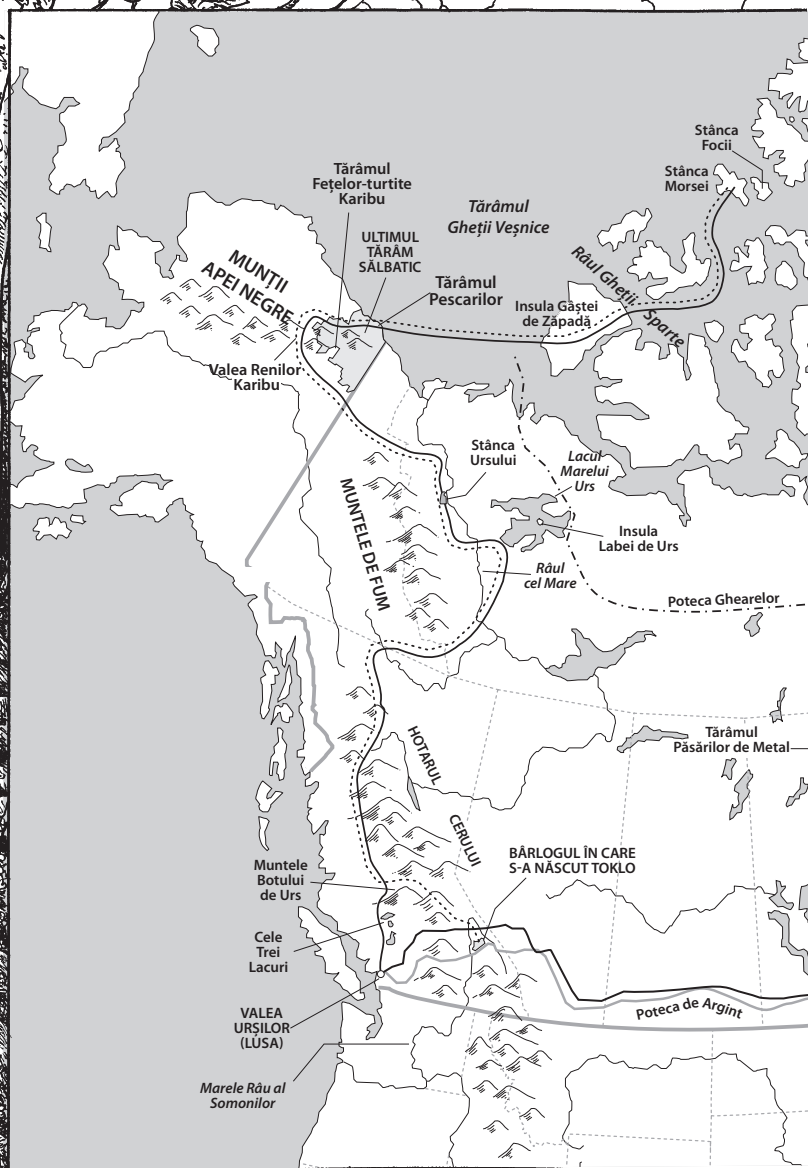 Stânca
Focii
Stânca
Morsei
Tărâmul
Fețelor-turtite
Karibu
Tărâmul
Gheții Veșnice
ULTIMUL
TĂRÂM
SĂLBATIC
MUNȚII
APEI NEGRE
Tărâmul
Pescarilor
Râul Gheții Sparte
Insula Gâștei
de Zăpadă
Valea Renilor
Karibu
Stânca
Ursului
Lacul
Marelui
Urs
Insula
Labei de Urs
MUNTELE DE FUM
Râul
cel Mare
Poteca Ghearelor
HOTARUL
CERULUI
Tărâmul
Păsărilor de Metal
BÂRLOGUL ÎN CARE
S-A NĂSCUT TOKLO
Muntele
Botului
de Urs
Cele
Trei
Lacuri
VALEA
URȘILOR
(LUSA)
Poteca de Argint
Marele Râu al
Somonilor